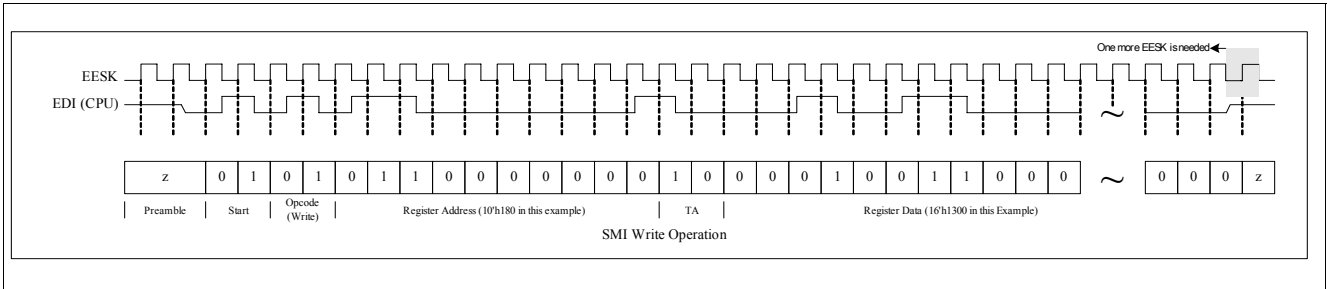 One more EESK is needed
EESK
EDI (CPU)
~
z 0 1 0 1 0 1 1 0 0 0 0 0 0 0 1 0 0 0 0 1 0 0 1 1 0 0 0 ~ 0 0 0 z
Preamble Start Opcode (Write) Register Address (10'h180 in this example) TA Register Data (16'h1300 in this Example)
SMI Write Operation